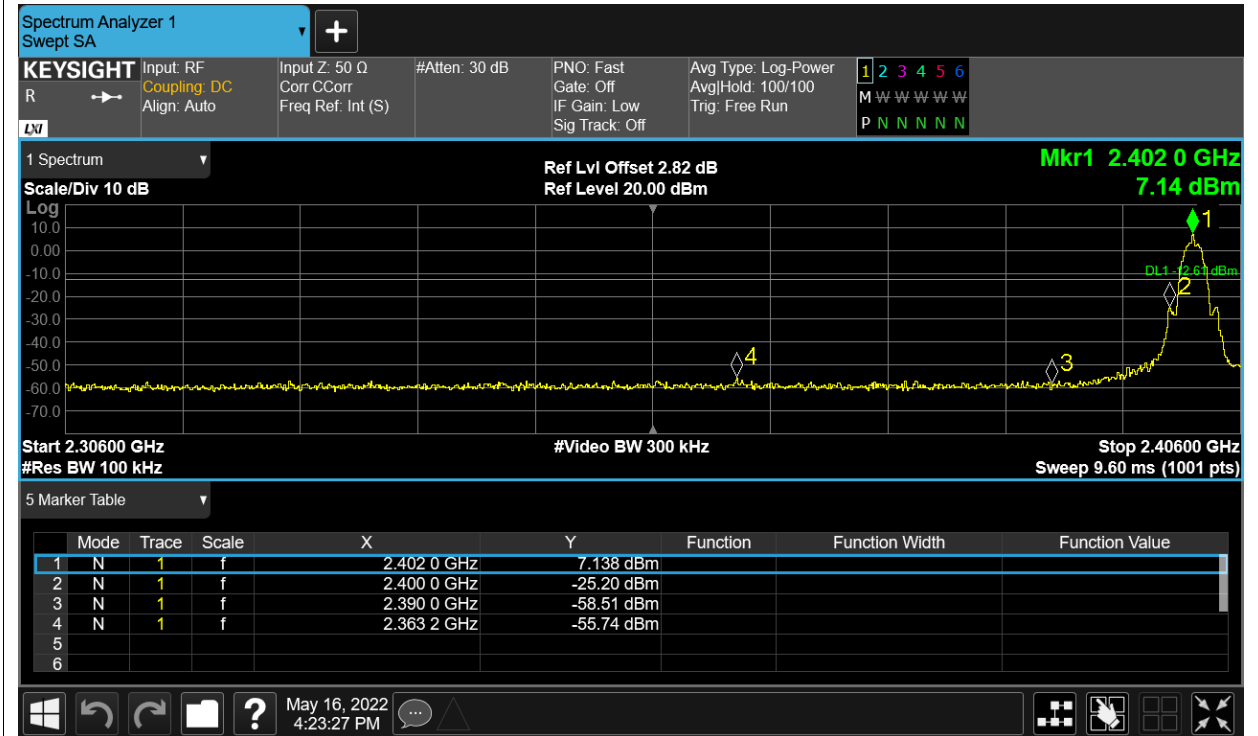 Spectrum Analyzer 1
Swept SA
KEYSIGHT
R
LXI
Input: RF
Coupling: DC
Align: Auto
Input Z: 50 Ω
Corr CCorr
Freq Ref: Int (S)
#Atten: 30 dB
PNO: Fast
Gate: Off
IF Gain: Low
Sig Track: Off
Avg Type: Log-Power
Avg|Hold: 100/100
Trig: Free Run
1 2 3 4 5 6
M W W W W W
P N N N N N
1 Spectrum
Scale/Div 10 dB
Ref Lvl Offset 2.82 dB
Ref Level 20.00 dBm
Mkr1 2.402 0 GHz
7.14 dBm
Log
10.0
0.00
-10.0
-20.0
-30.0
-40.0
-50.0
-60.0
-70.0
1
DL1 -12.61 dBm
2
4
3
Start 2.30600 GHz
#Res BW 100 kHz
#Video BW 300 kHz
Stop 2.40600 GHz
Sweep 9.60 ms (1001 pts)
5 Marker Table
Mode Trace Scale X Y Function Function Width Function Value
1 N 1 f 2.402 0 GHz 7.138 dBm
2 N 1 f 2.400 0 GHz -25.20 dBm
3 N 1 f 2.390 0 GHz -58.51 dBm
4 N 1 f 2.363 2 GHz -55.74 dBm
5
6
?
May 16, 2022
4:23:27 PM